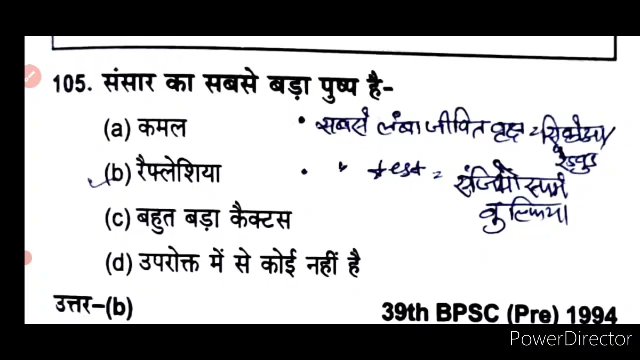 105. संसार का सबसे बड़ा पुष्प है-
(a) कमल
• सबसे लंबा जीवित वृक्ष =
(b) रैफ्लेशिया
(c) बहुत बड़ा कैक्टस
(d) उपरोक्त में से कोई नहीं है
उत्तर–(b)
39th BPSC (Pre) 1994
PowerDirector